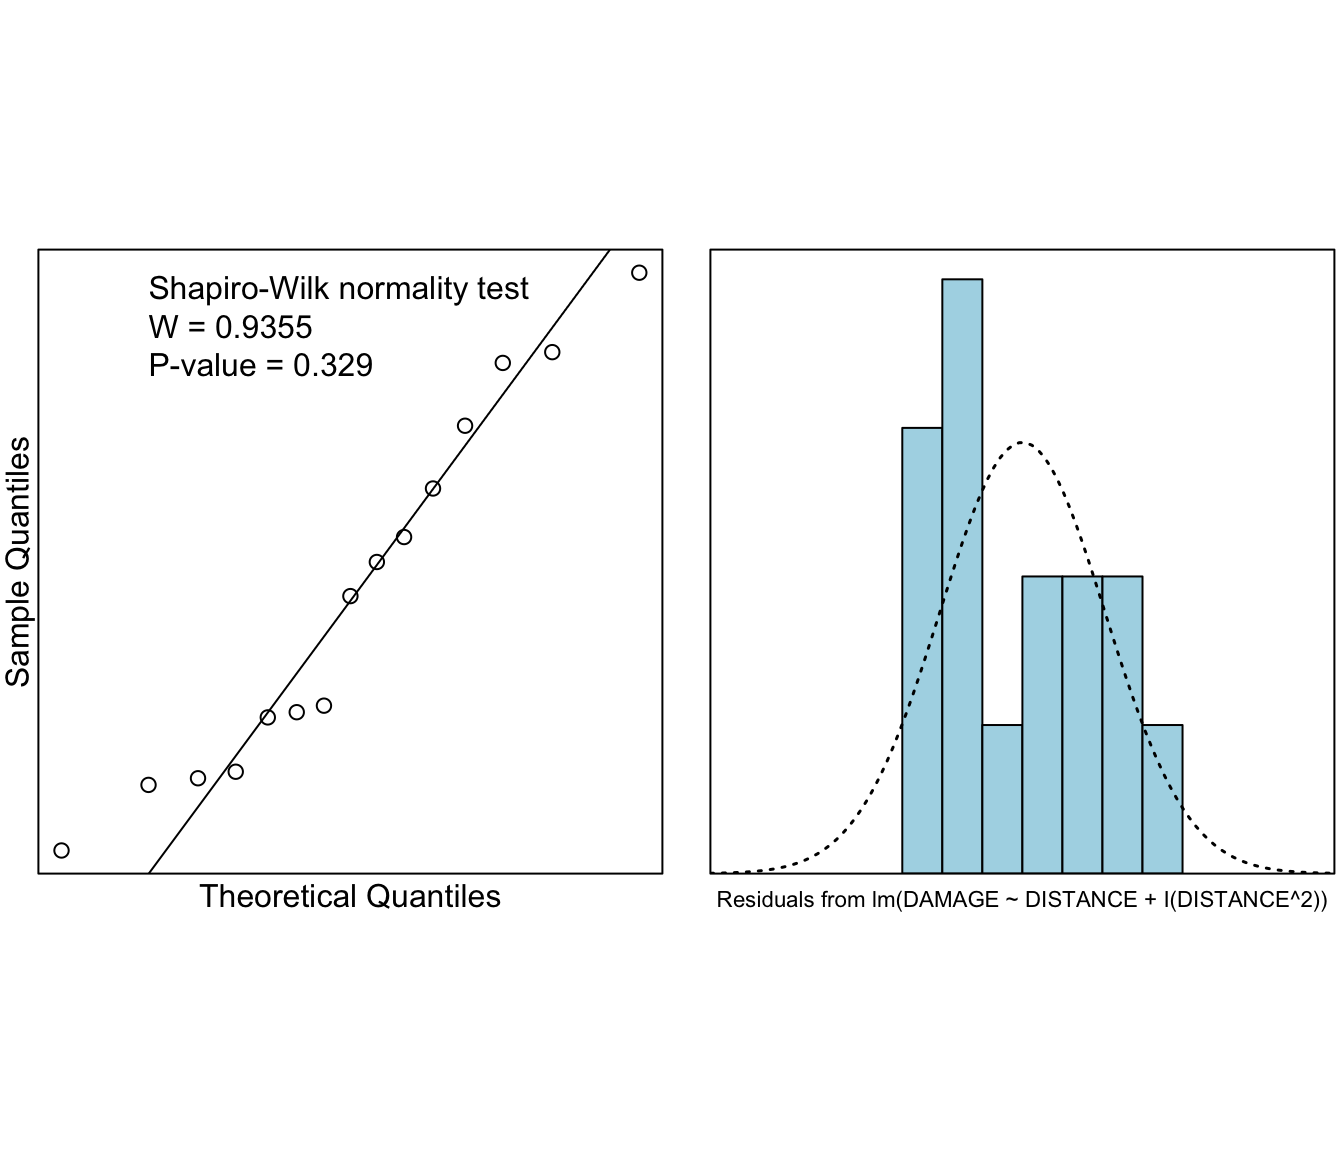 Shapiro-Wilk normality test
W = 0.9355
P-value = 0.329
Sample Quantiles
Theoretical Quantiles
Residuals from lm(DAMAGE ~ DISTANCE + I(DISTANCE^2))